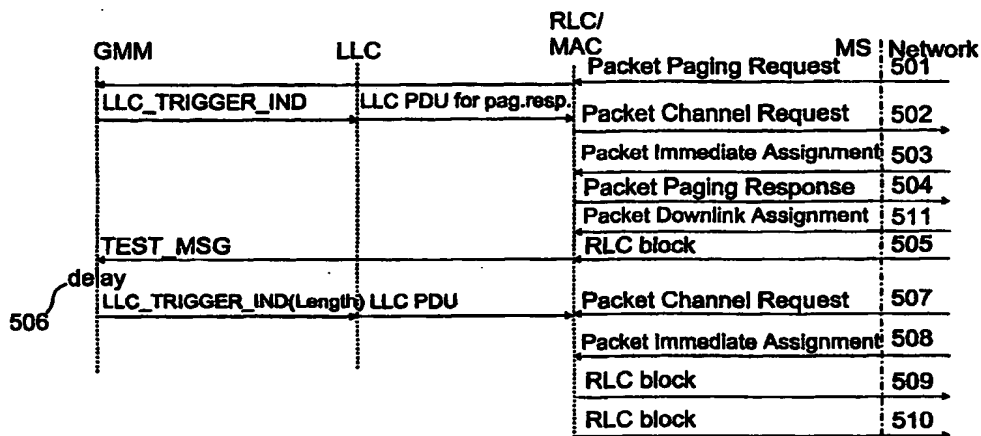 RLC/
GMM LLC MAC MS Network
Packet Paging Request 501
LLC_TRIGGER_IND LLC PDU for pag.resp.
Packet Channel Request 502
Packet Immediate Assignment 503
Packet Paging Response 504
Packet Downlink Assignment 511
TEST_MSG RLC block 505
delay
506
LLC_TRIGGER_IND(Length) LLC PDU Packet Channel Request 507
Packet Immediate Assignment 508
RLC block 509
RLC block 510